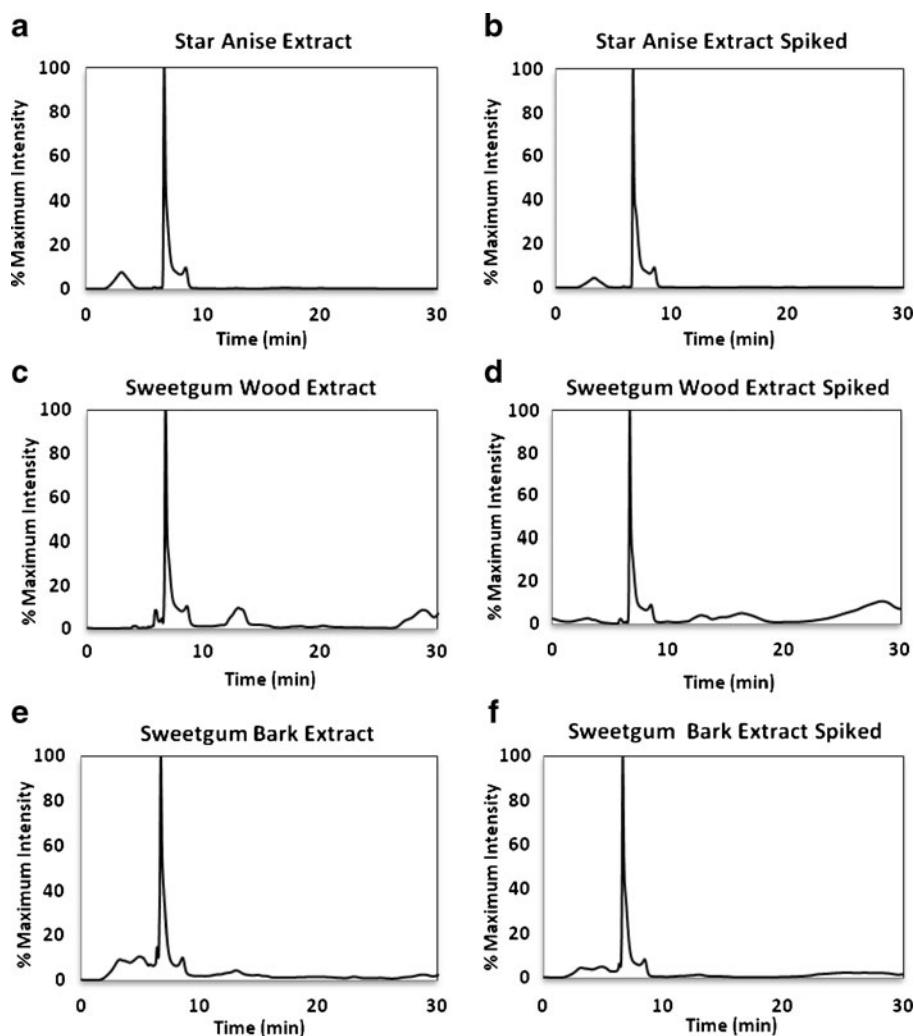 a
Star Anise Extract
% Maximum Intensity
100
80
60
40
20
0
0 10 20 30
Time (min)
b
Star Anise Extract Spiked
% Maximum Intensity
100
80
60
40
20
0
0 10 20 30
Time (min)
c
Sweetgum Wood Extract
% Maximum Intensity
100
80
60
40
20
0
0 10 20 30
Time (min)
d
Sweetgum Wood Extract Spiked
% Maximum Intensity
100
80
60
40
20
0
0 10 20 30
Time (min)
e
Sweetgum Bark Extract
% Maximum Intensity
100
80
60
40
20
0
0 10 20 30
Time (min)
f
Sweetgum Bark Extract Spiked
% Maximum Intensity
100
80
60
40
20
0
0 10 20 30
Time (min)